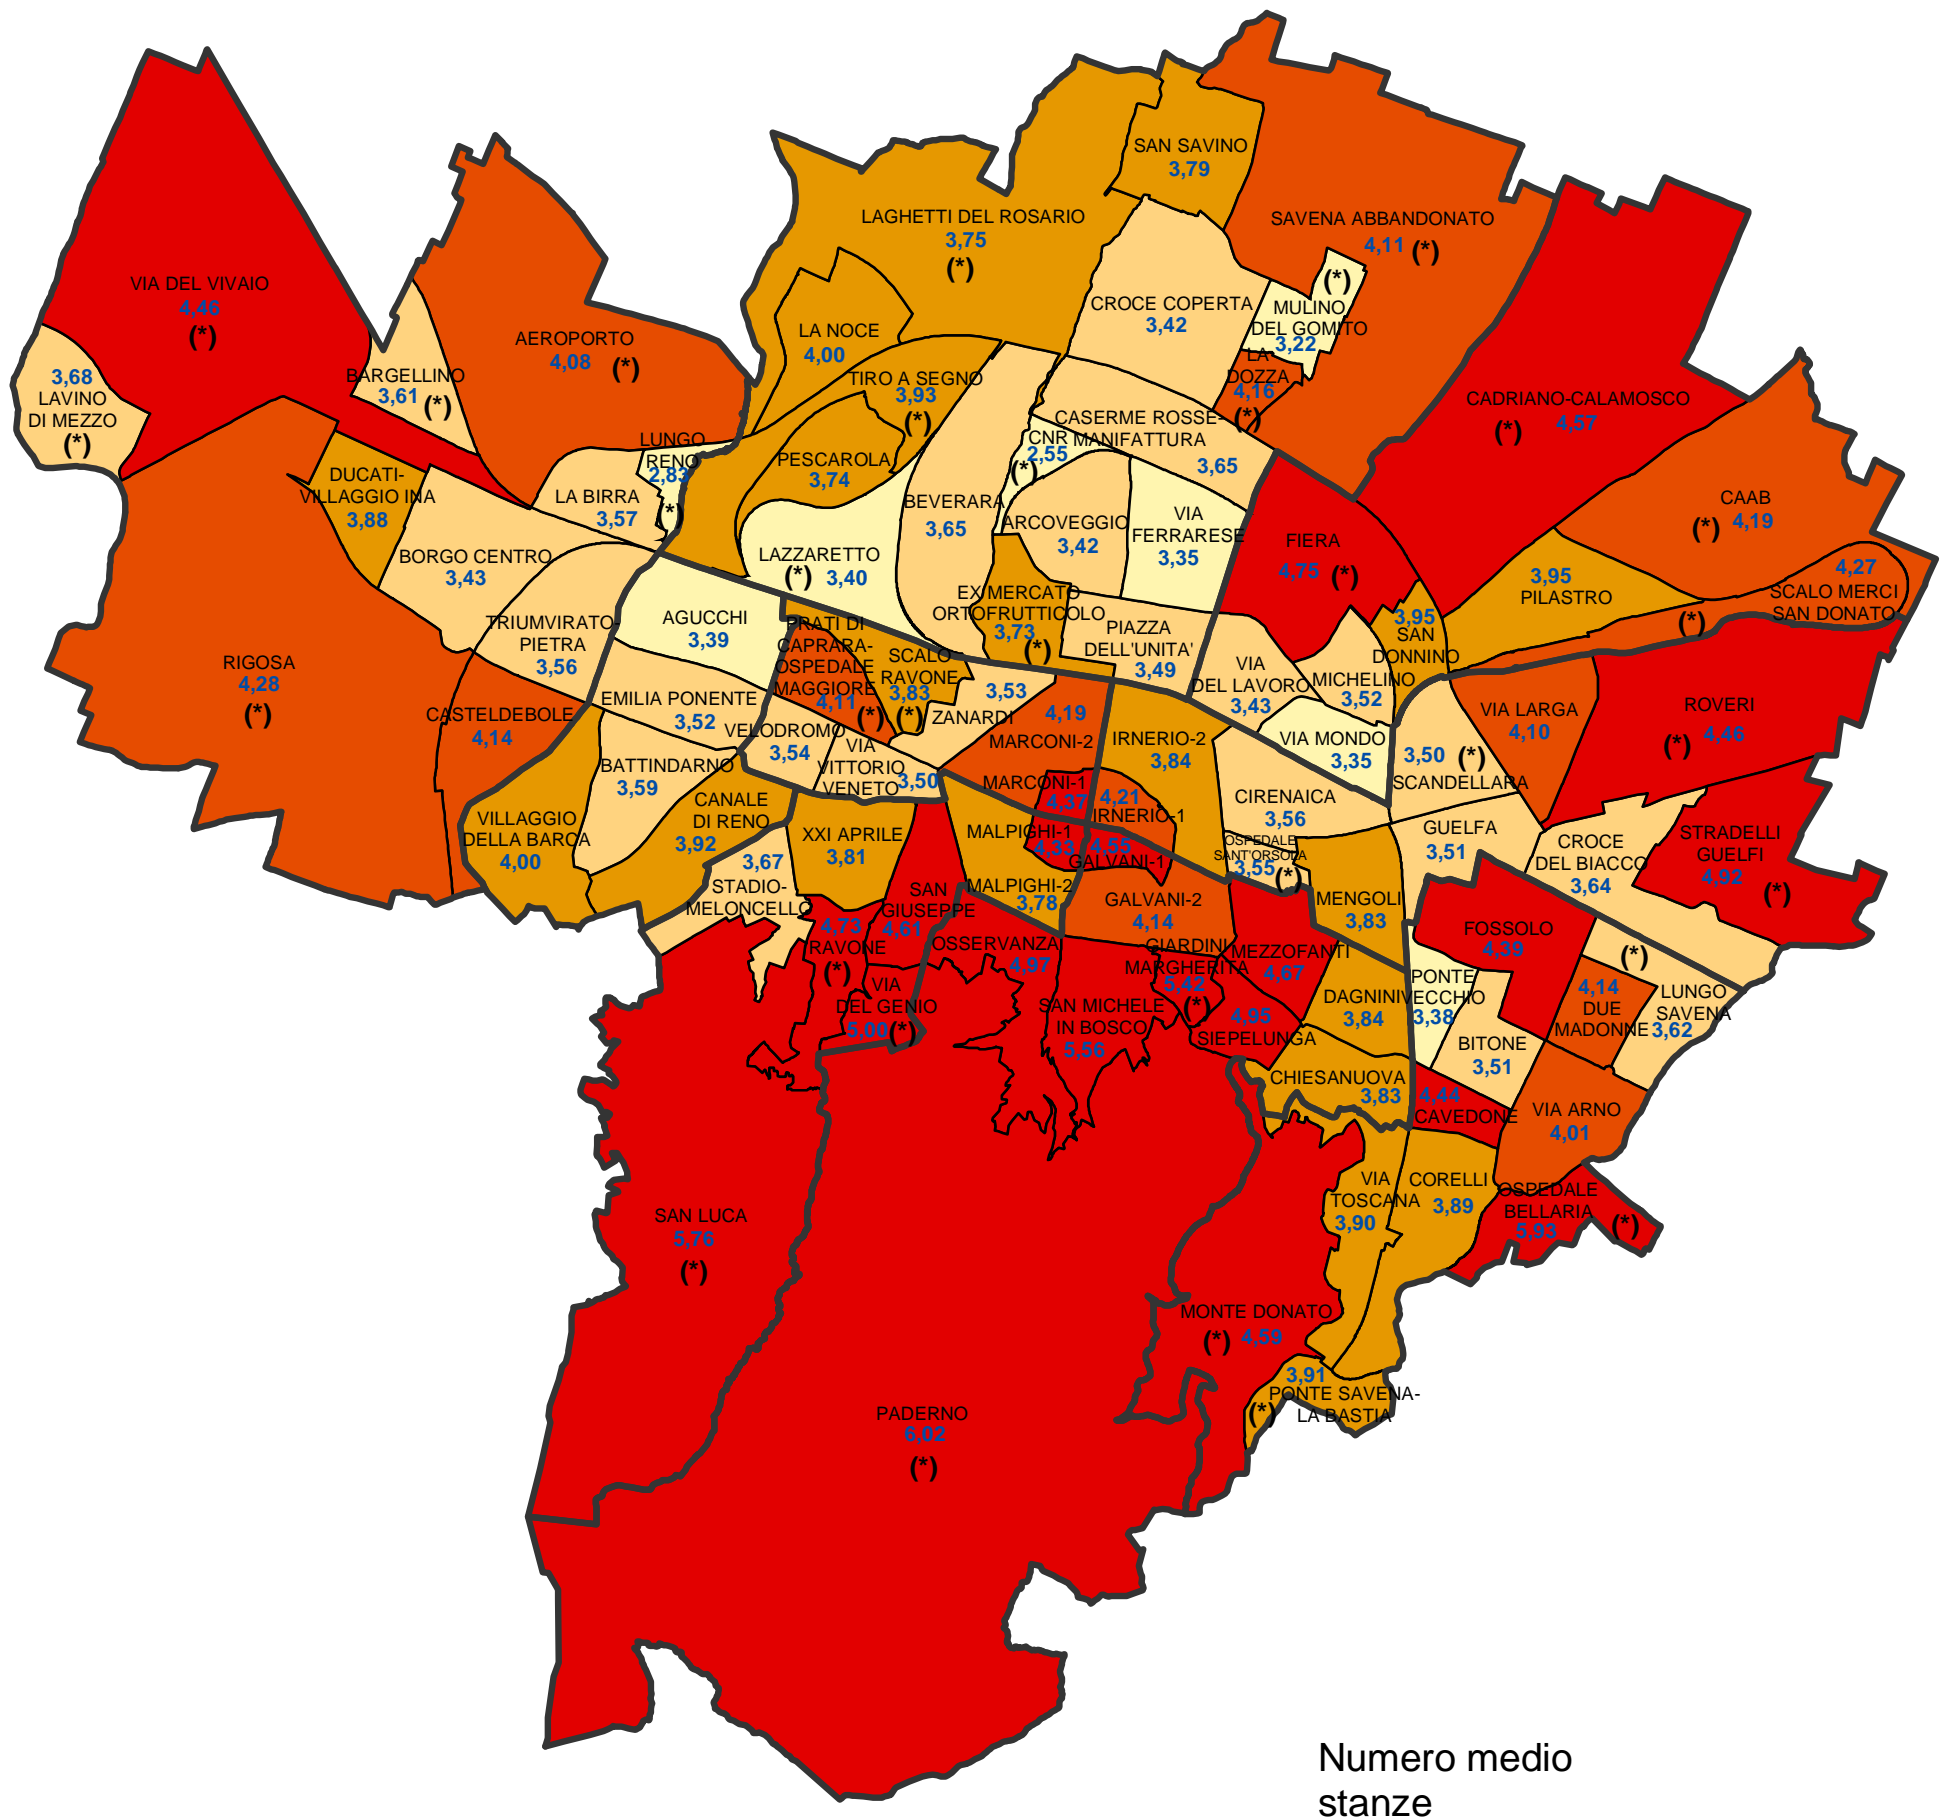 SAN SAVINO
3,79
LAGHETTI DEL ROSARIO
3,75
(*)
SAVENA ABBANDONATO
4,11 (*)
VIA DEL VIVAIO
4,46
(*)
AEROPORTO
4,08 (*)
LA NOCE
4,00
CROCE COPERTA
3,42
(*)
MULINO
DEL GOMITO
3,22
LA
DOZZA
4,16
(*)
3,68
LAVINO
DI MEZZO
(*)
BARGELLINO
3,61 (*)
TIRO A SEGNO
3,93
(*)
CADRIANO-CALAMOSCO
(*) 4,57
CASERME ROSSE-
MANIFATTURA
3,65
CNR
2,55
(*)
LUNGO
RENO
2,83
(*)
PESCAROLA
3,74
DUCATI-
VILLAGGIO INA
3,88
LA BIRRA
3,57
BEVERARA
3,65
ARCOVEGGIO
3,42
VIA
FERRARESE
3,35
CAAB
(*) 4,19
FIERA
4,75 (*)
BORGO CENTRO
3,43
LAZZARETTO
(*) 3,40
3,95
PILASTRO
4,27
SCALO MERCI
SAN DONATO
(*)
EX MERCATO
ORTOFRUTTICOLO
3,73
(*)
AGUCCHI
3,39
TRIUMVIRATO-
PIETRA
3,56
PRATI DI
CAPRARA-
OSPEDALE
MAGGIORE
4,11 (*)
SCALO
RAVONE
3,83
(*)
PIAZZA
DELL'UNITA'
3,49
3,95
SAN
DONNINO
RIGOSA
4,28
(*)
VIA
DEL LAVORO
3,43
MICHELINO
3,52
EMILIA PONENTE
3,52
3,53
ZANARDI
4,19
MARCONI-2
CASTELDEBOLE
4,14
VELODROMO
3,54
VIA
VITTORIO
VENETO
3,50
IRNERIO-2
3,84
VIA MONDO
3,35
VIA LARGA
4,10
ROVERI
(*) 4,46
3,50 (*)
SCANDELLARA
BATTINDARNO
3,59
MARCONI-1
4,37
4,21
IRNERIO-1
CIRENAICA
3,56
CANALE
DI RENO
3,92
VILLAGGIO
DELLA BARCA
4,00
XXI APRILE
3,81
MALPIGHI-1
4,33
4,55
GALVANI-1
OSPEDALE
SANT'ORSOLA
3,55 (*)
GUELFA
3,51
CROCE
DEL BIACCO
3,64
STRADELLI
GUELFI
4,92
(*)
3,67
STADIO-
MELONCELLO
SAN
GIUSEPPE
4,61
MALPIGHI-2
3,78
GALVANI-2
4,14
MENGOLI
3,83
FOSSOLO
4,39
4,73
RAVONE
(*)
OSSERVANZA
4,97
GIARDINI
MARGHERITA
5,42
(*)
MEZZOFANTI
4,67
(*)
VIA
DEL GENIO
5,00 (*)
SAN MICHELE
IN BOSCO
5,56
4,95
SIEPELUNGA
DAGNINI
3,84
PONTE
VECCHIO
3,38
4,14
DUE
MADONNE
LUNGO
SAVENA
3,62
BITONE
3,51
CHIESANUOVA
3,83
4,44
CAVEDONE
VIA ARNO
4,01
VIA
TOSCANA
3,90
CORELLI
3,89
OSPEDALE
BELLARIA
5,93
(*)
SAN LUCA
5,76
(*)
MONTE DONATO
(*) 4,59
3,91
PONTE SAVENA-
LA BASTIA
(*)
PADERNO
6,02
(*)
Numero medio
stanze